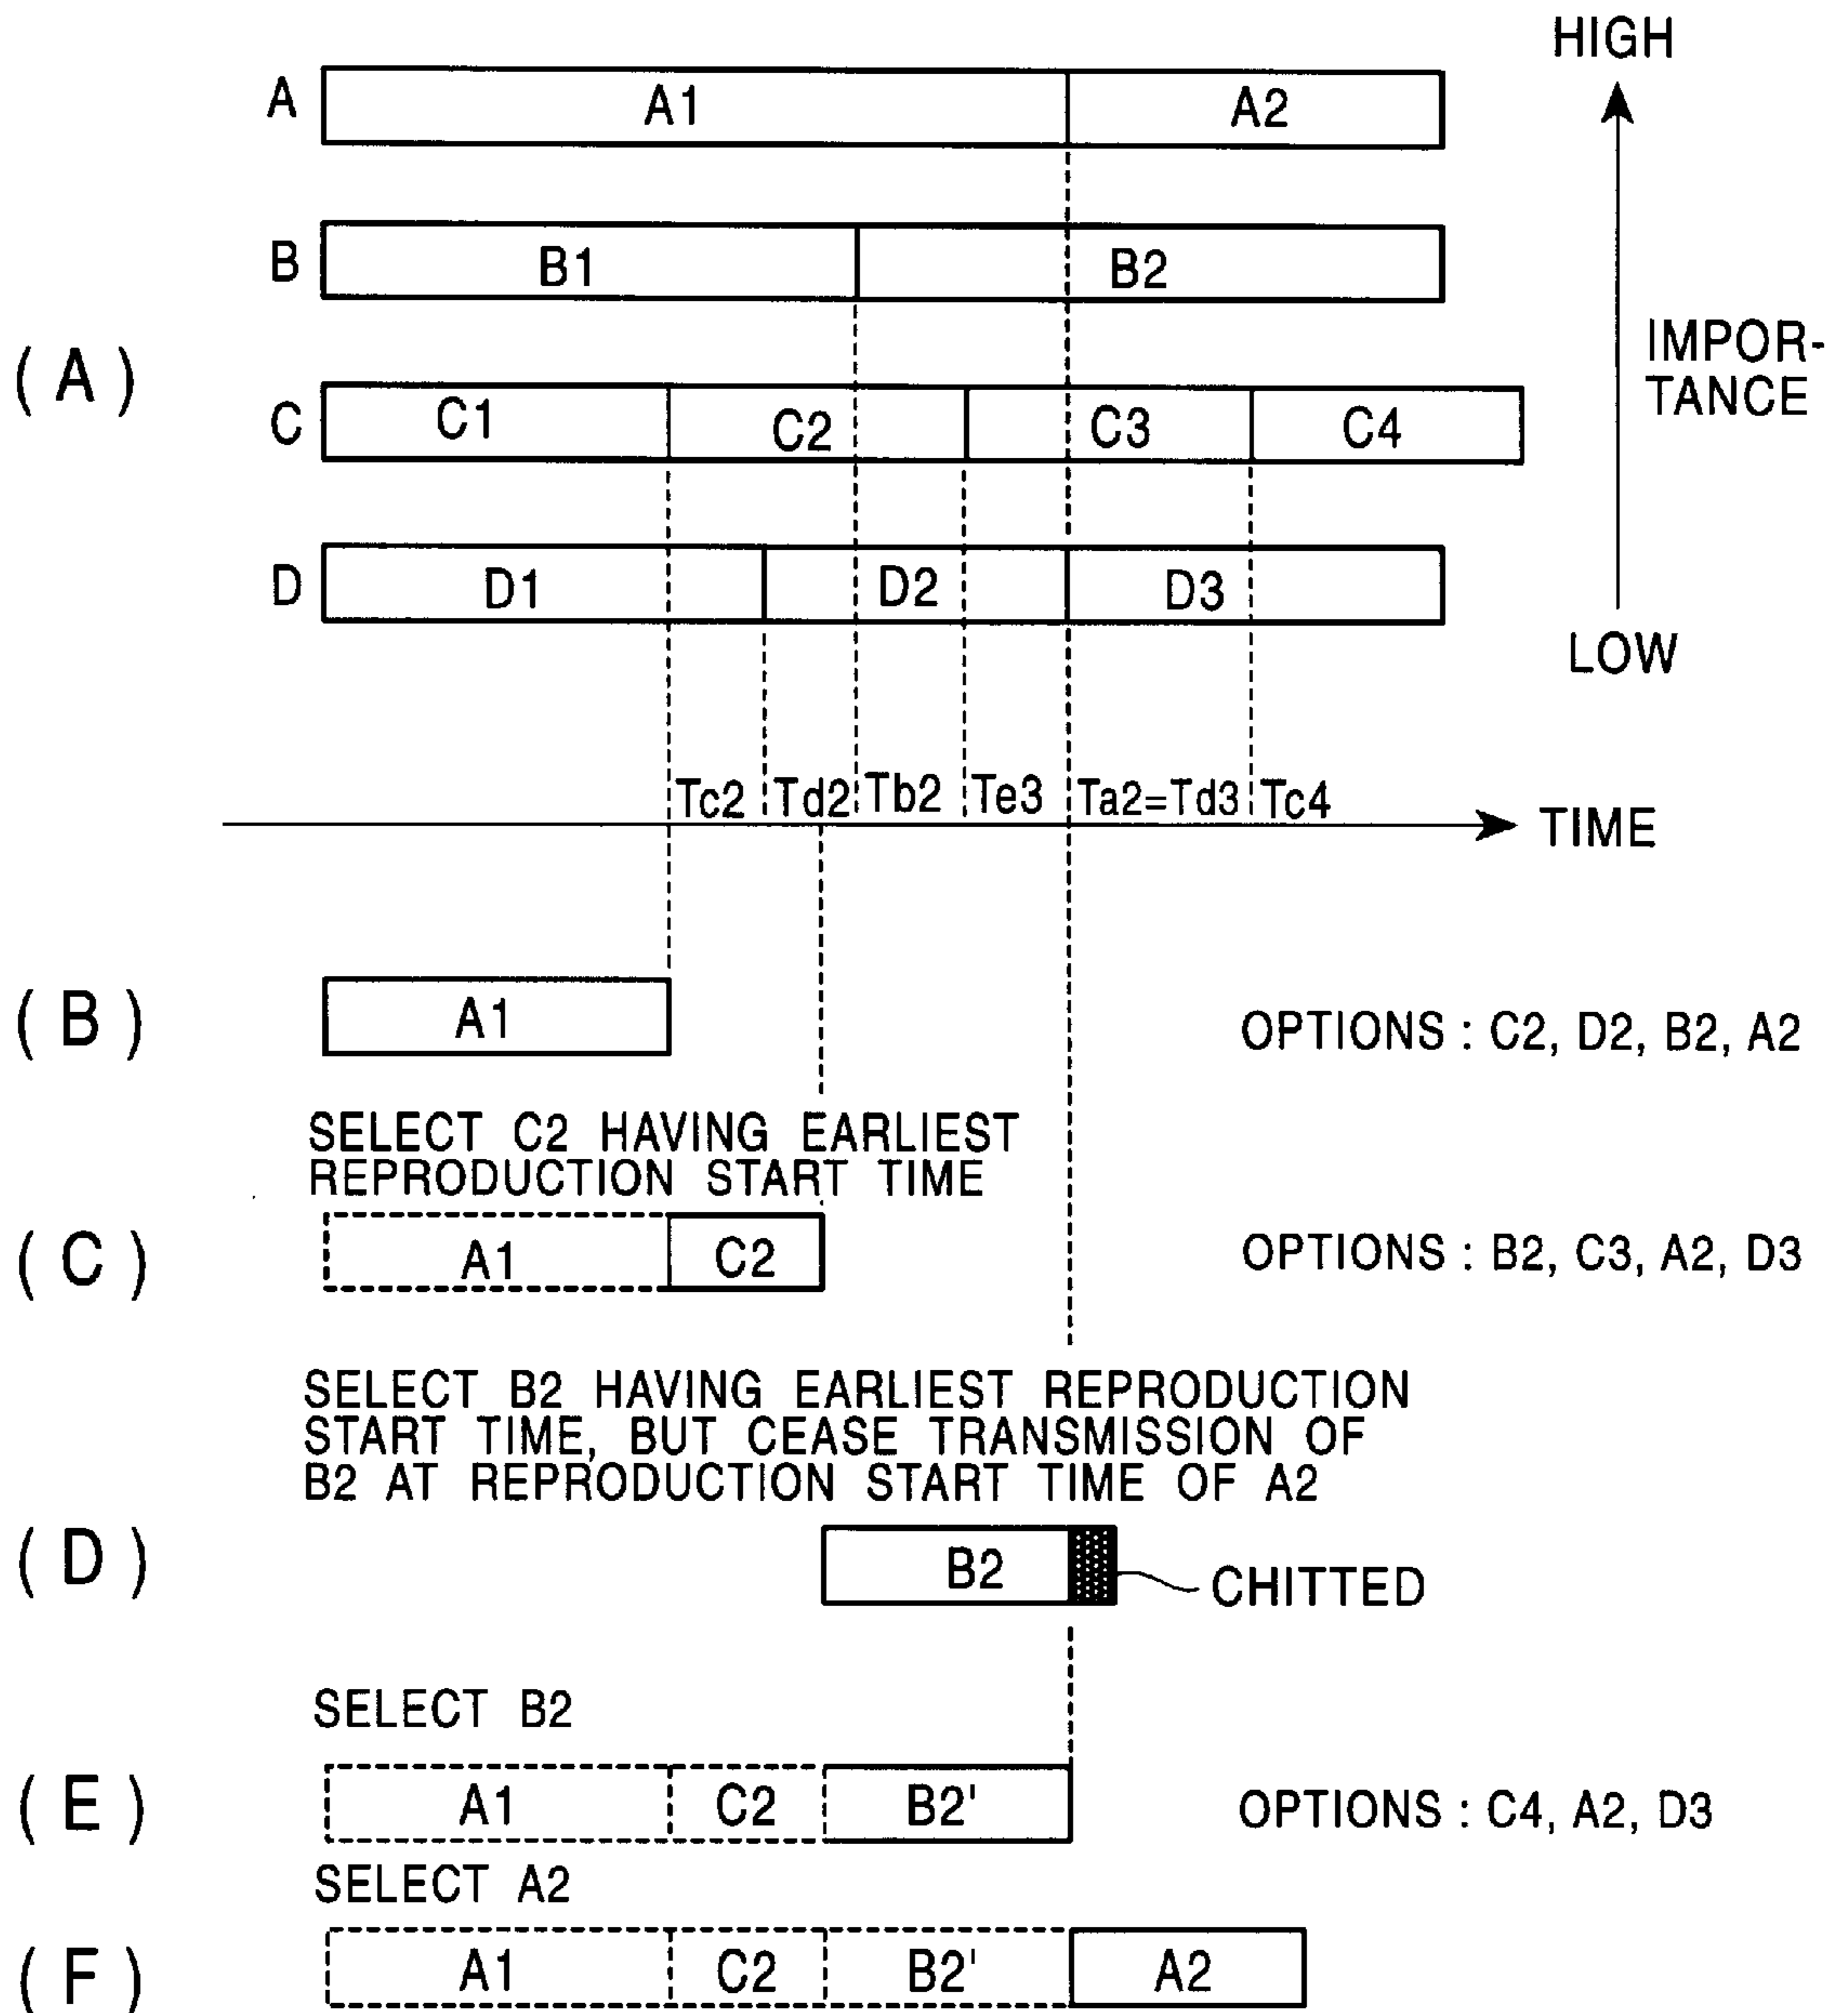 HIGH
A A1 A2
B B1 B2
( A )
IMPOR-
TANCE
C C1 C2 C3 C4
D D1 D2 D3
LOW
Tc2 Td2 Tb2 Te3 Ta2=Td3 Tc4
TIME
( B ) A1 OPTIONS : C2, D2, B2, A2
SELECT C2 HAVING EARLIEST
REPRODUCTION START TIME
( C ) A1 C2 OPTIONS : B2, C3, A2, D3
SELECT B2 HAVING EARLIEST REPRODUCTION
START TIME, BUT CEASE TRANSMISSION OF
B2 AT REPRODUCTION START TIME OF A2
( D ) B2 CHITTED
SELECT B2
( E ) A1 C2 B2' OPTIONS : C4, A2, D3
SELECT A2
( F ) A1 C2 B2' A2